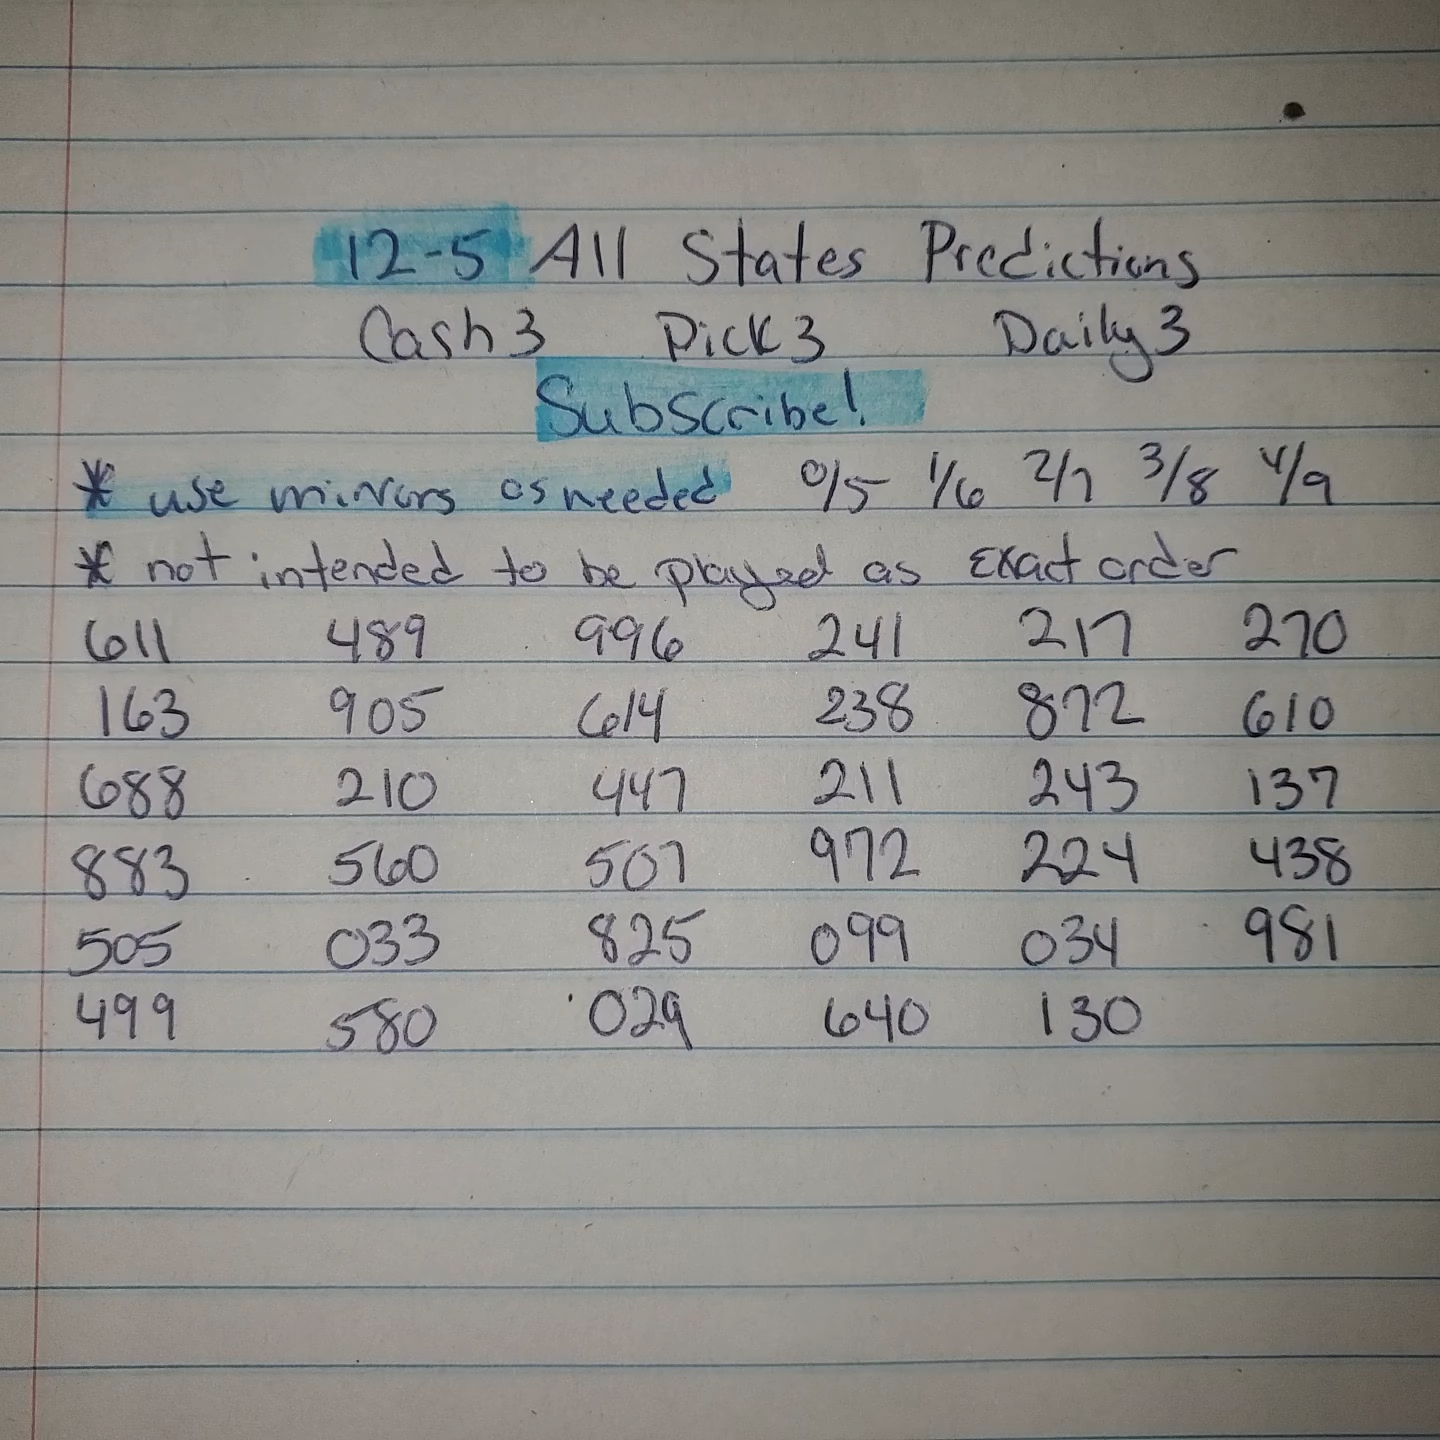 12-5 All States Predictions
Cash 3 Pick 3 Daily 3
Subscribe!
* use mirrors as needed 0/5 1/6 2/7 3/8 4/9
* not intended to be played as Exact order
611 489 996 241 217 270
163 905 614 238 872 610
688 210 447 211 243 137
883 560 507 972 224 438
505 033 825 099 034 981
499 580 029 640 130